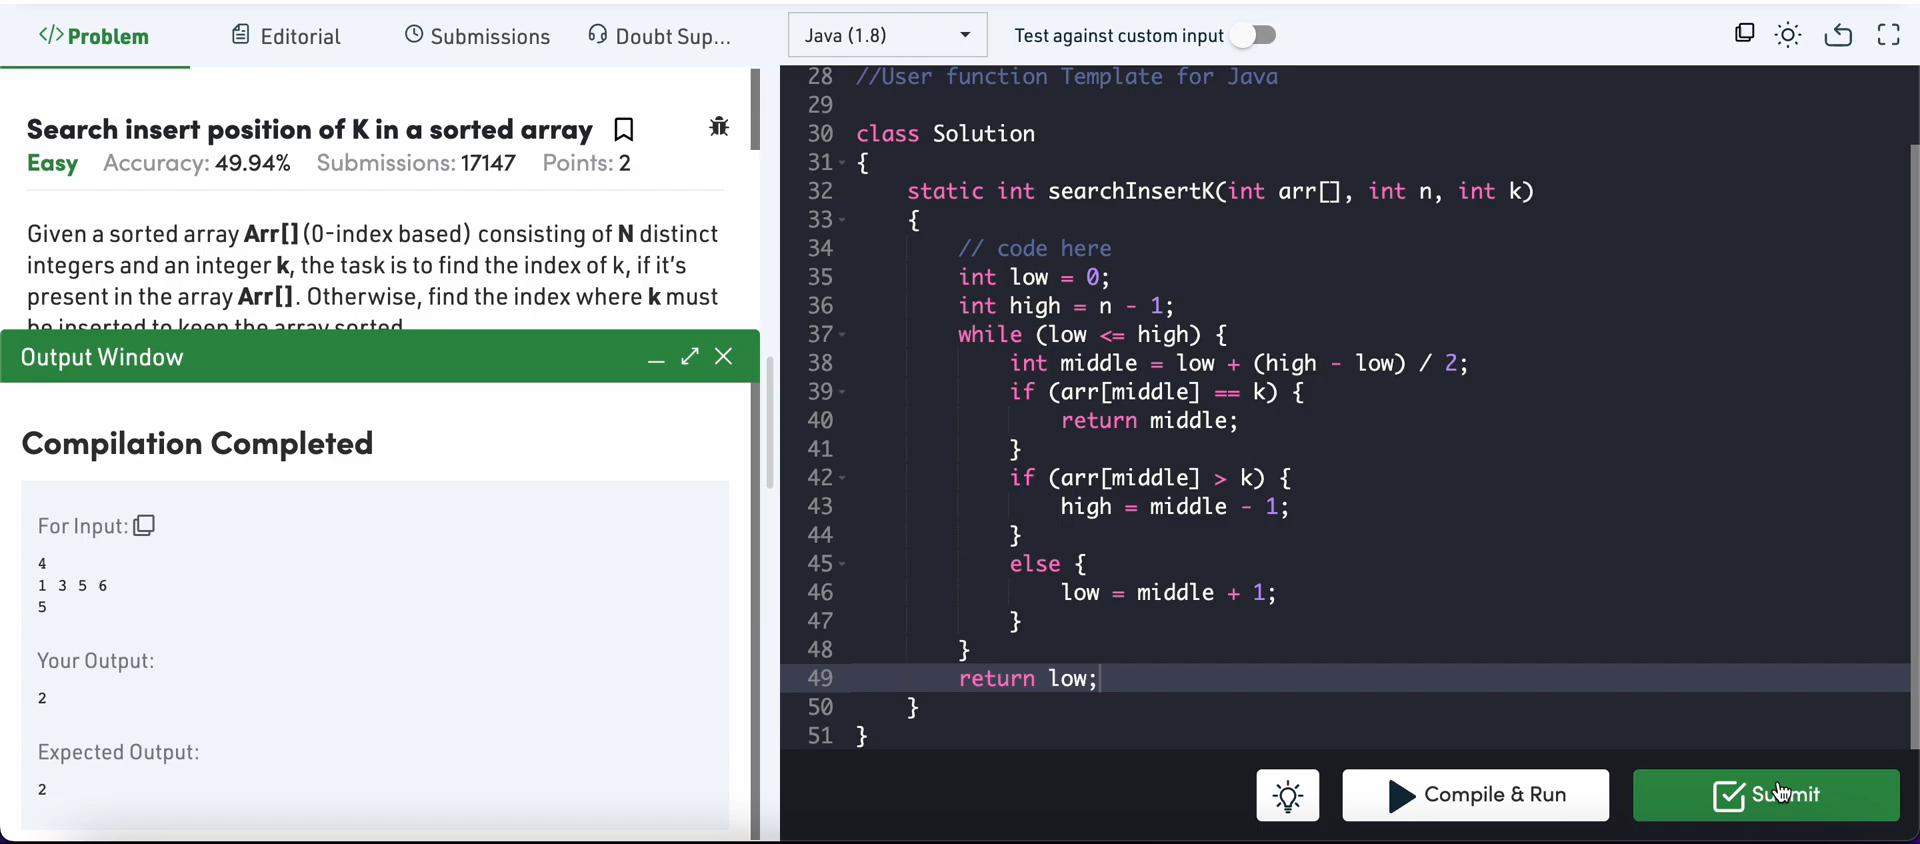 </>Problem
Editorial
Submissions
Doubt Sup...
Java (1.8)
Test against custom input
Search insert position of K in a sorted array
Easy Accuracy: 49.94% Submissions: 17147 Points: 2
Given a sorted array Arr[] (0-index based) consisting of N distinct
integers and an integer k, the task is to find the index of k, if it's
present in the array Arr[]. Otherwise, find the index where k must
be inserted to keep the array sorted.
Output Window
Compilation Completed
For Input:
4
1 3 5 6
5
Your Output:
2
Expected Output:
2
28 //User function Template for Java
29
30 class Solution
31 {
32     static int searchInsertK(int arr[], int n, int k)
33     {
34         // code here
35         int low = 0;
36         int high = n - 1;
37         while (low <= high) {
38             int middle = low + (high - low) / 2;
39             if (arr[middle] == k) {
40                 return middle;
41             }
42             if (arr[middle] > k) {
43                 high = middle - 1;
44             }
45             else {
46                 low = middle + 1;
47             }
48         }
49         return low;
50     }
51 }
Compile & Run
Submit